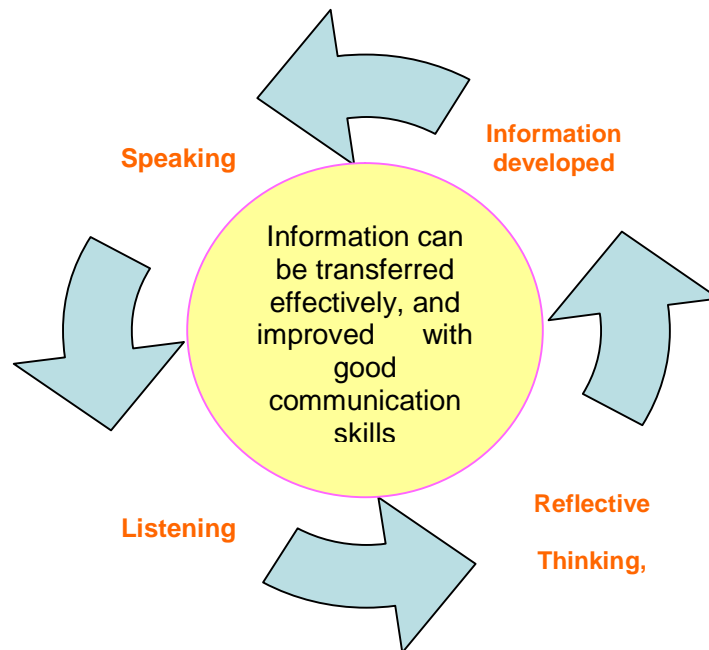 Speaking
Information
developed
Information can
be transferred
effectively, and
improved with
good
communication
skills
Listening
Reflective
Thinking,